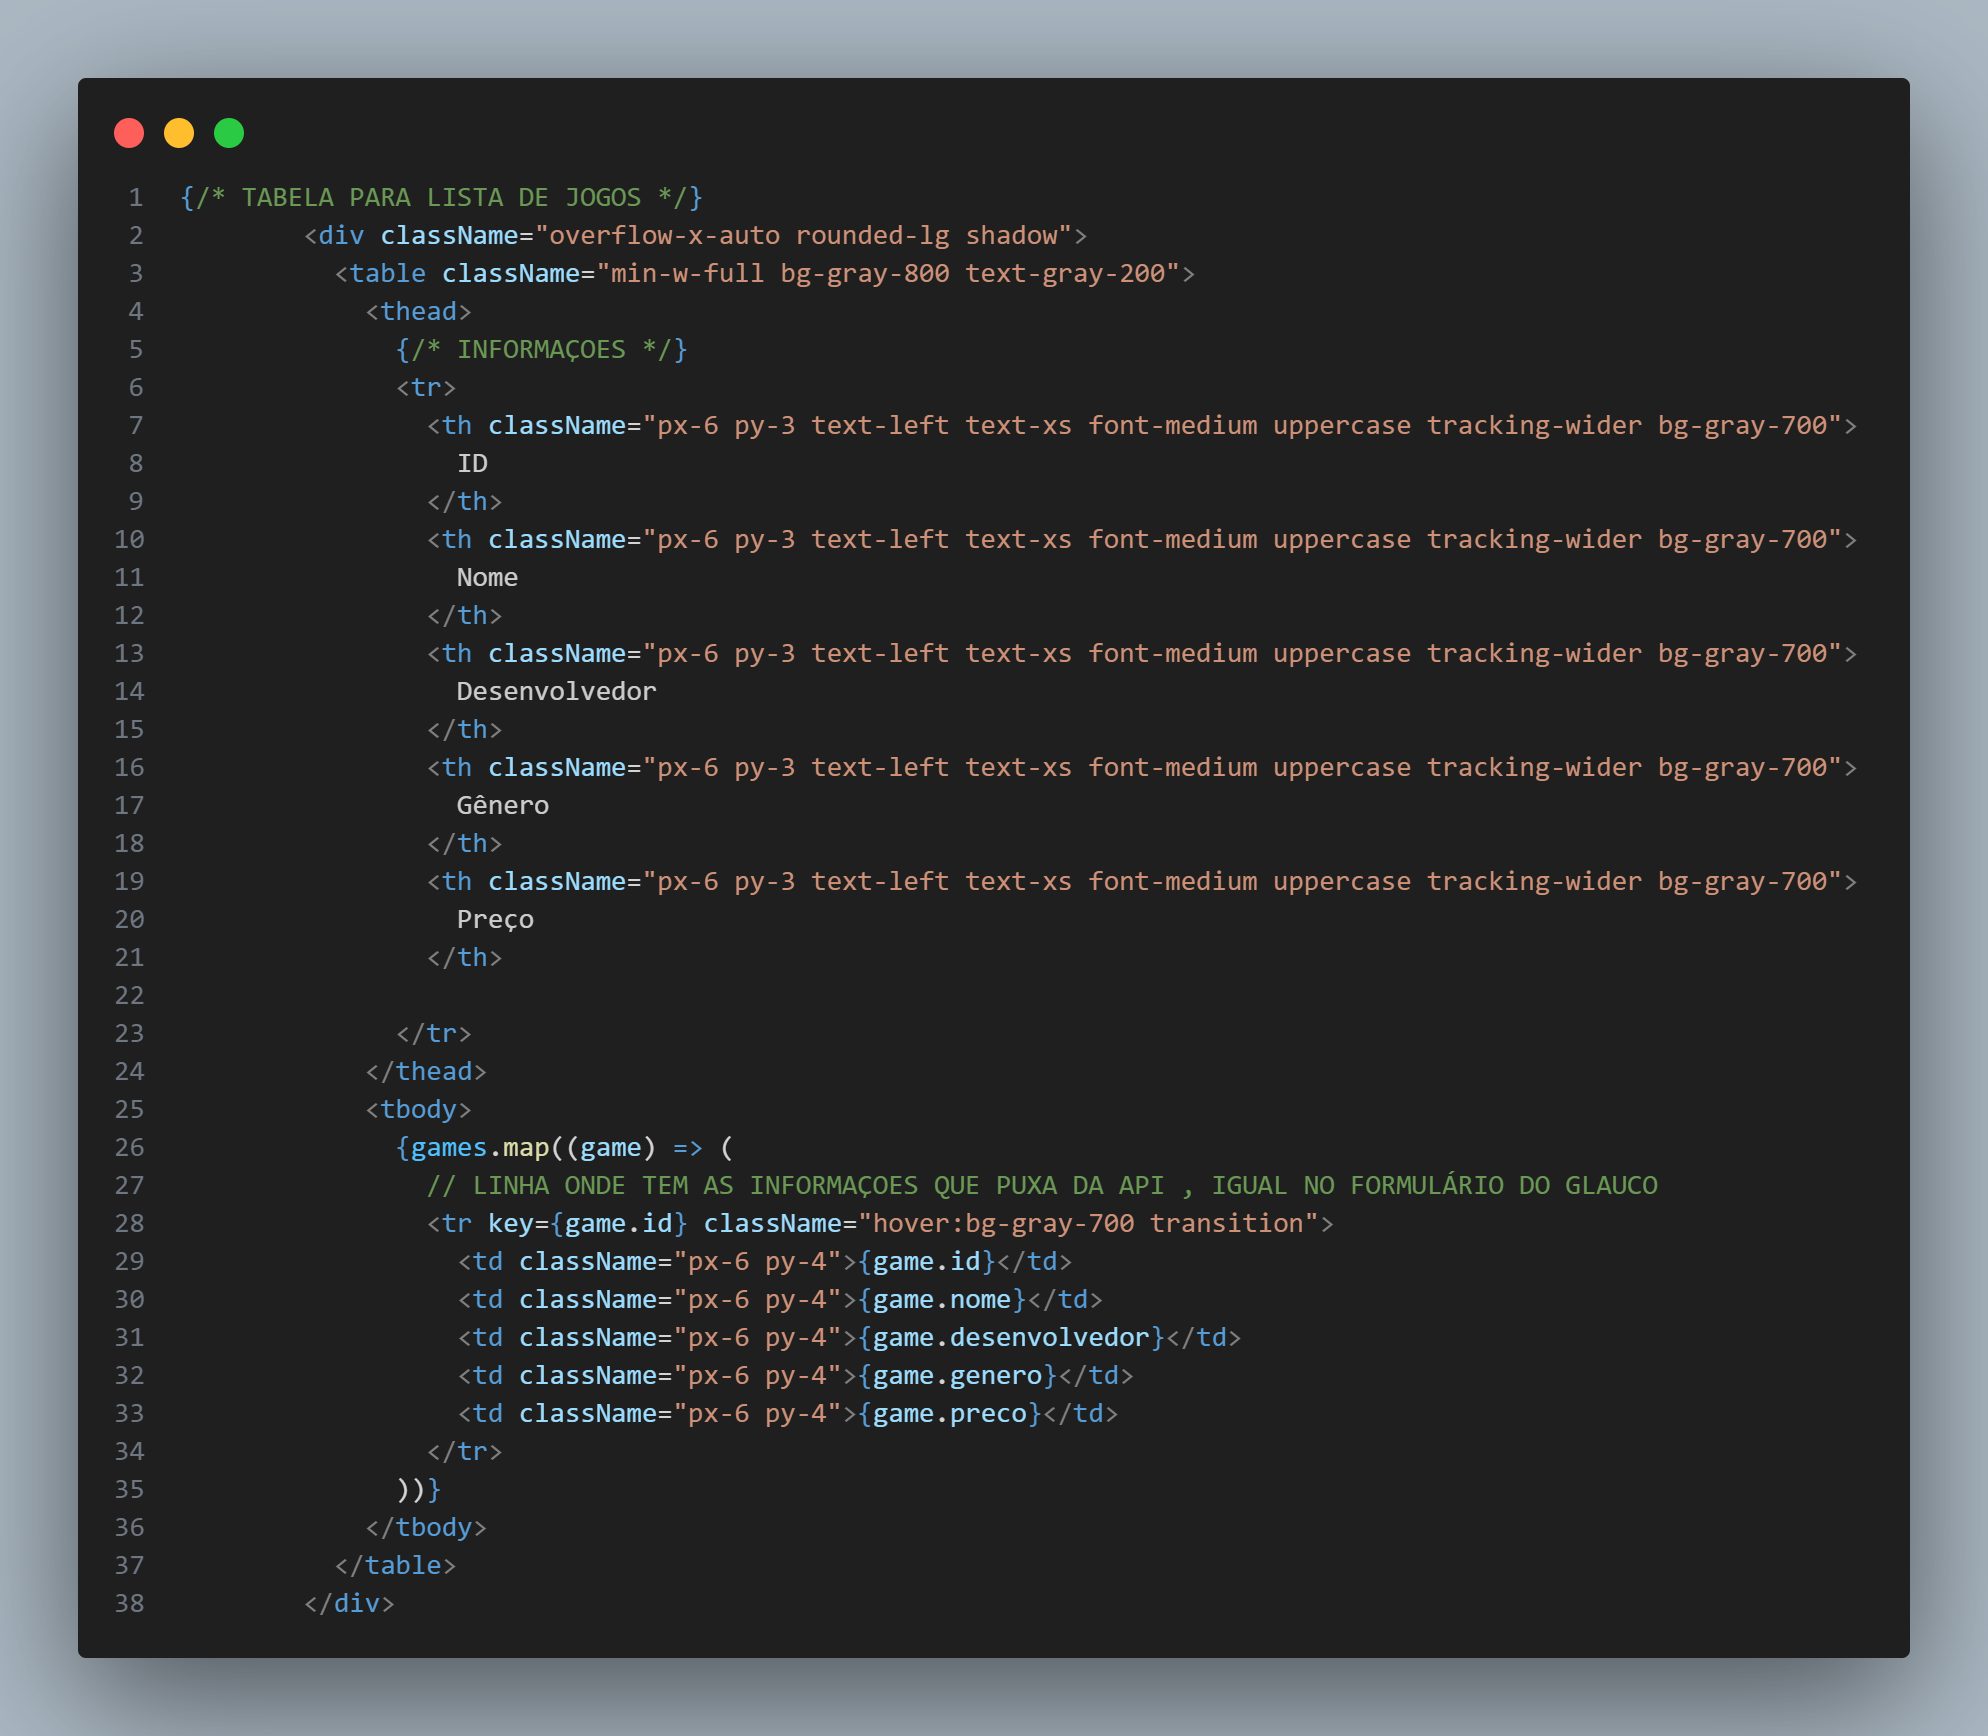 1 {/* TABELA PARA LISTA DE JOGOS */}
2         <div className="overflow-x-auto rounded-lg shadow">
3           <table className="min-w-full bg-gray-800 text-gray-200">
4             <thead>
5               {/* INFORMAÇOES */}
6               <tr>
7                 <th className="px-6 py-3 text-left text-xs font-medium uppercase tracking-wider bg-gray-700">
8                   ID
9                 </th>
10                 <th className="px-6 py-3 text-left text-xs font-medium uppercase tracking-wider bg-gray-700">
11                   Nome
12                 </th>
13                 <th className="px-6 py-3 text-left text-xs font-medium uppercase tracking-wider bg-gray-700">
14                   Desenvolvedor
15                 </th>
16                 <th className="px-6 py-3 text-left text-xs font-medium uppercase tracking-wider bg-gray-700">
17                   Gênero
18                 </th>
19                 <th className="px-6 py-3 text-left text-xs font-medium uppercase tracking-wider bg-gray-700">
20                   Preço
21                 </th>
22
23               </tr>
24             </thead>
25             <tbody>
26               {games.map((game) => (
27                 // LINHA ONDE TEM AS INFORMAÇOES QUE PUXA DA API , IGUAL NO FORMULÁRIO DO GLAUCO
28                 <tr key={game.id} className="hover:bg-gray-700 transition">
29                   <td className="px-6 py-4">{game.id}</td>
30                   <td className="px-6 py-4">{game.nome}</td>
31                   <td className="px-6 py-4">{game.desenvolvedor}</td>
32                   <td className="px-6 py-4">{game.genero}</td>
33                   <td className="px-6 py-4">{game.preco}</td>
34                 </tr>
35               ))}
36             </tbody>
37           </table>
38         </div>